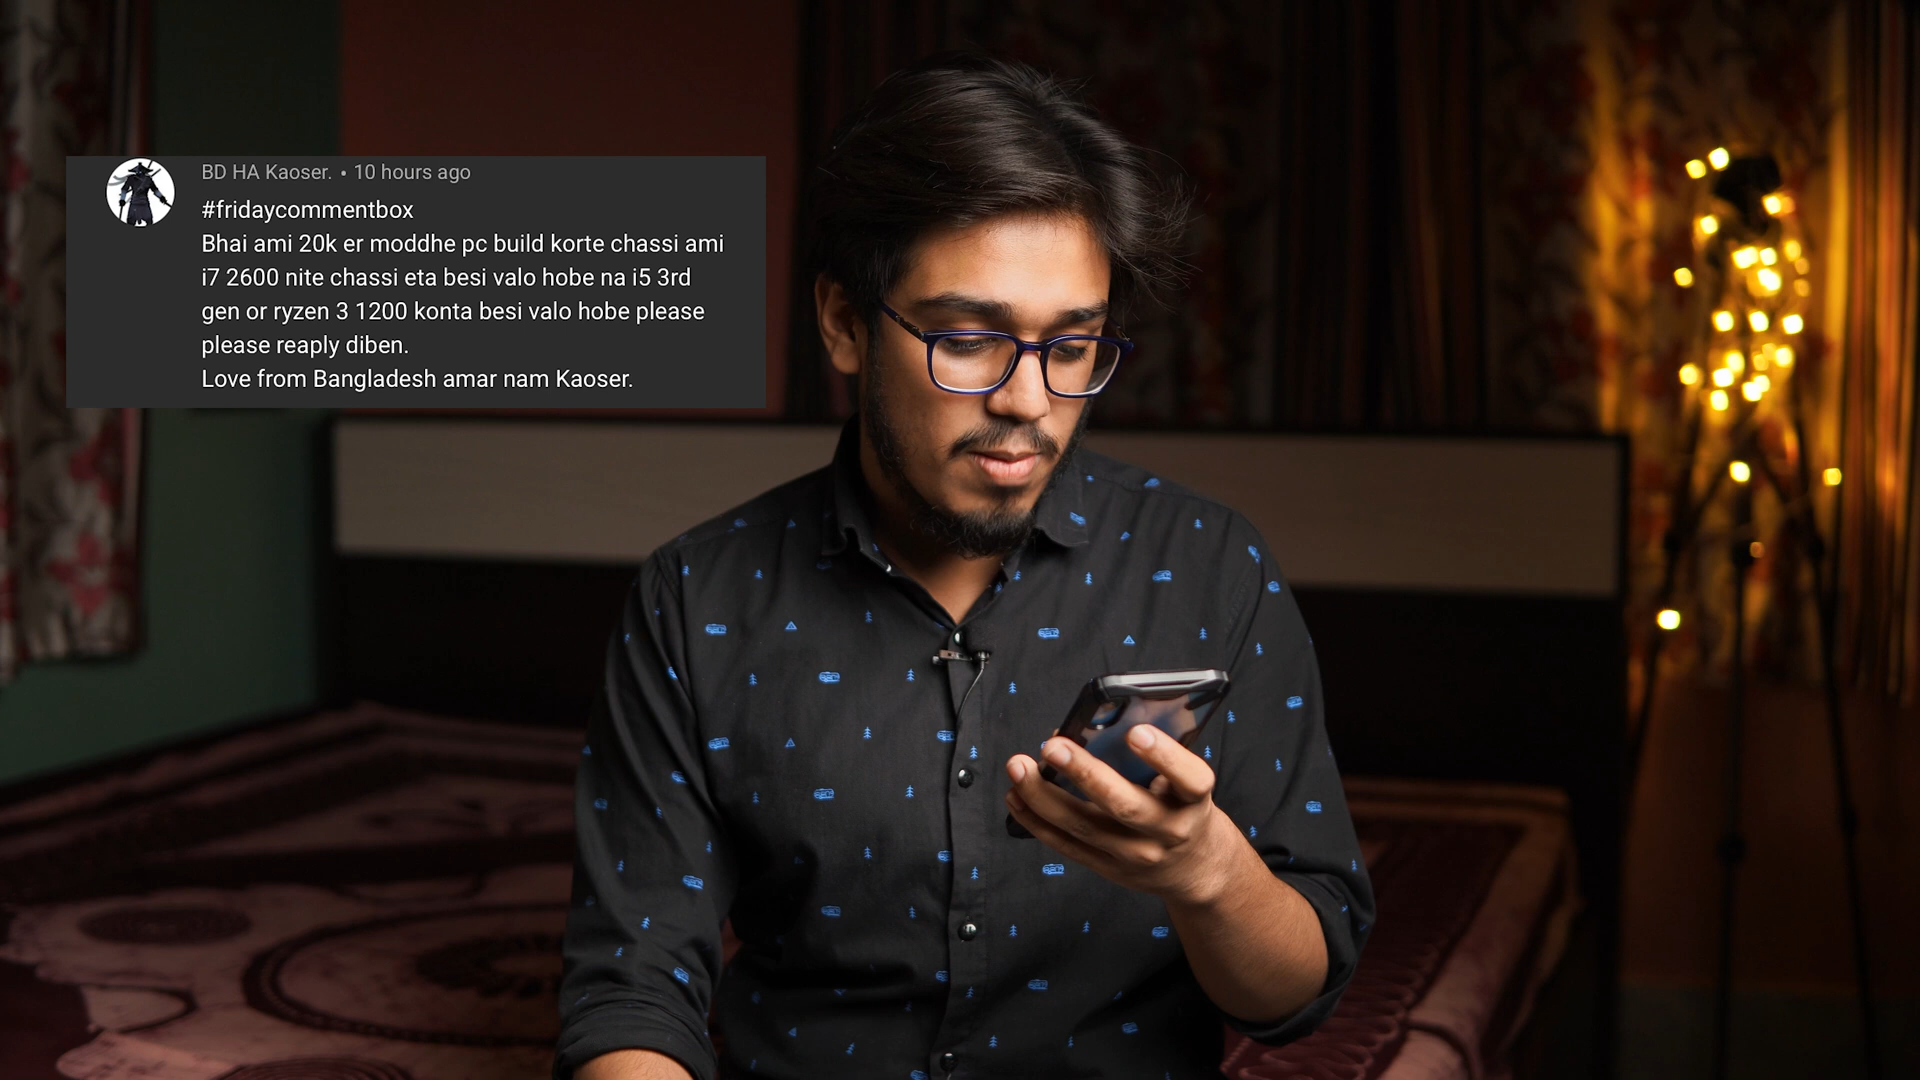 BD HA Kaoser. • 10 hours ago
#fridaycommentbox
Bhai ami 20k er moddhe pc build korte chassi ami
i7 2600 nite chassi eta besi valo hobe na i5 3rd
gen or ryzen 3 1200 konta besi valo hobe please
please reaply diben.
Love from Bangladesh amar nam Kaoser.